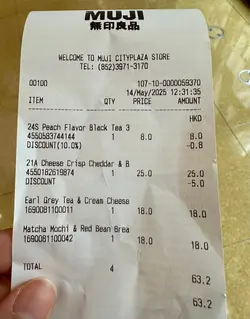 MUJI
無印良品
WELCOME TO MUJI CITYPLAZA STORE
TEL: (852)3971-3170
00100 107-10-0000059370
14/May/2025 12:31:35
ITEM QTY PRICE AMOUNT
HKD
24S Peach Flavor Black Tea 3
4550583744144 1 8.0 8.0
DISCOUNT(10.0%) -0.8
21A Cheese Crisp Cheddar & B
4550182619874 1 25.0 25.0
DISCOUNT -5.0
Earl Grey Tea & Cream Cheese
1690081100011 1 18.0 18.0
Matcha Mochi & Red Bean Brea
1690081100042 1 18.0 18.0
TOTAL 4 63.2
63.2